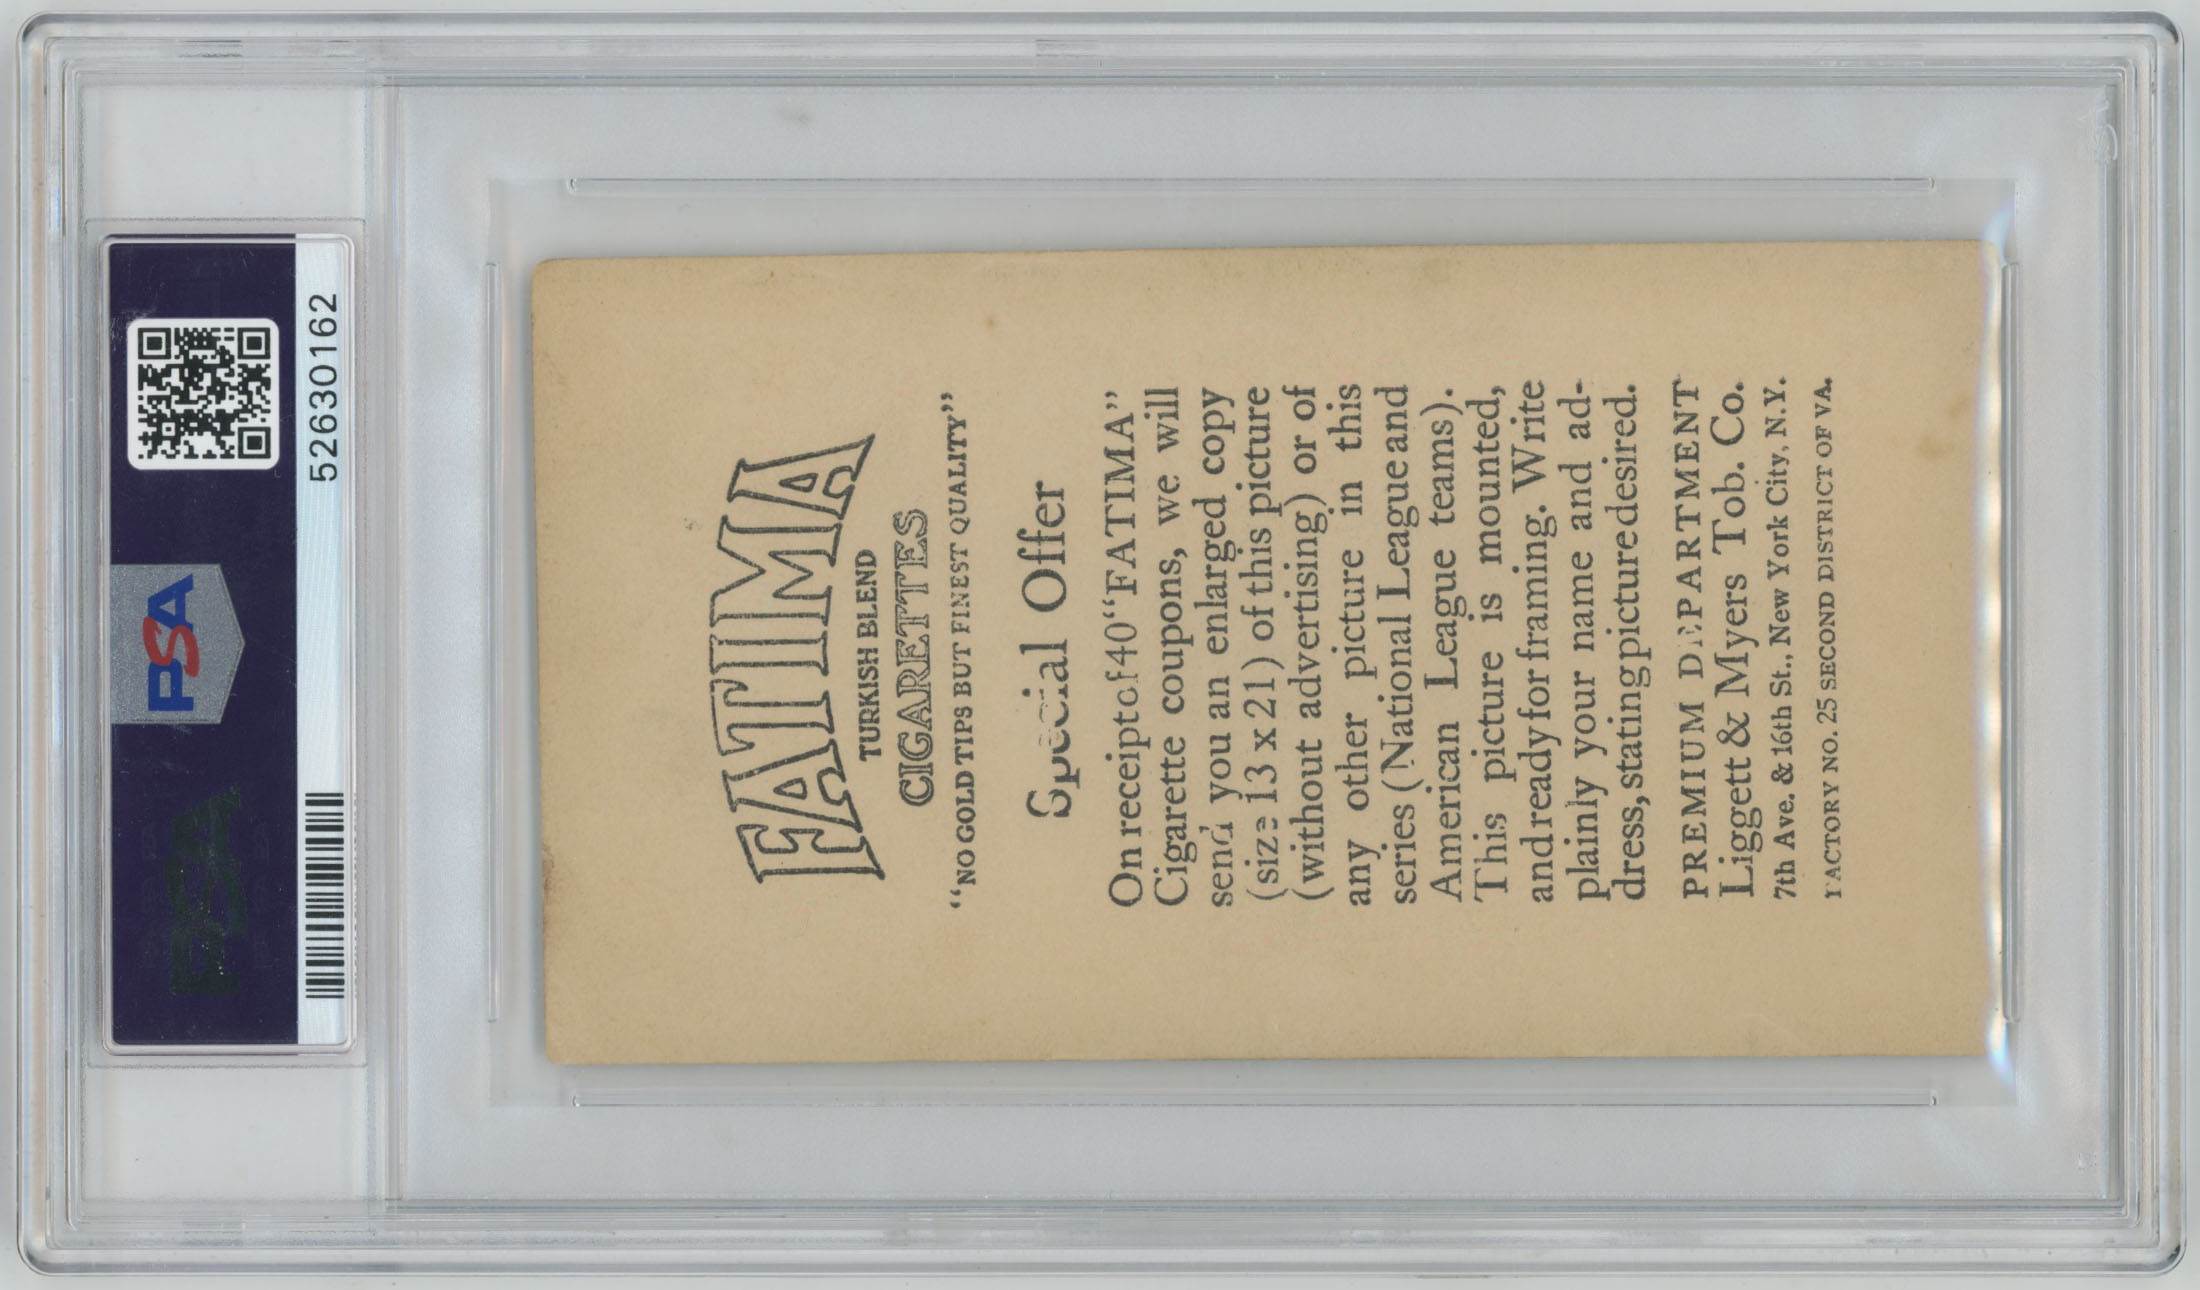 PSA
52630162
FATIMA
TURKISH BLEND
CIGARETTES
"NO GOLD TIPS BUT FINEST QUALITY"
Special Offer
On receipt of 40 "FATIMA"
Cigarette coupons, we will
send you an enlarged copy
(size 13 x 21) of this picture
(without advertising) or of
any other picture in this
series (National League and
American League teams).
This picture is mounted,
and ready for framing. Write
plainly your name and ad-
dress, stating picture desired.
PREMIUM DEPARTMENT
Liggett & Myers Tob. Co.
7th Ave. & 16th St., New York City, N.Y.
FACTORY NO. 25 SECOND DISTRICT OF VA.